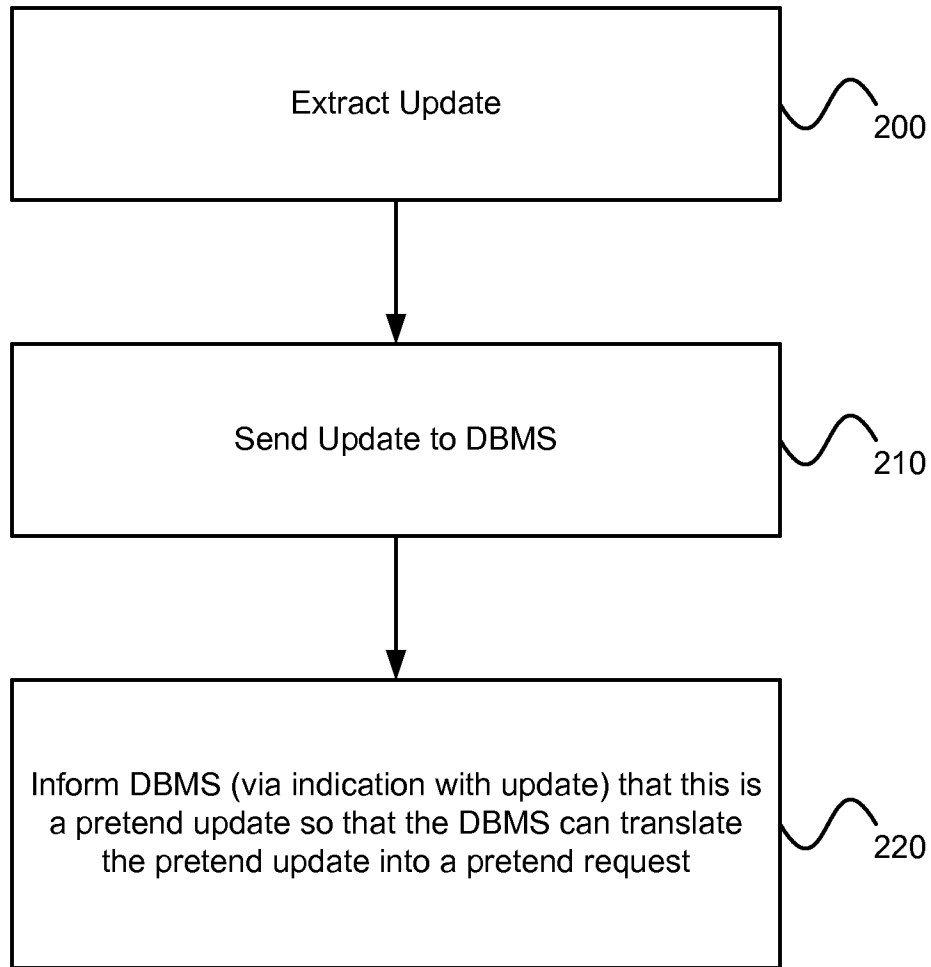 Extract Update
200
Send Update to DBMS
210
Inform DBMS (via indication with update) that this is
a pretend update so that the DBMS can translate
the pretend update into a pretend request
220